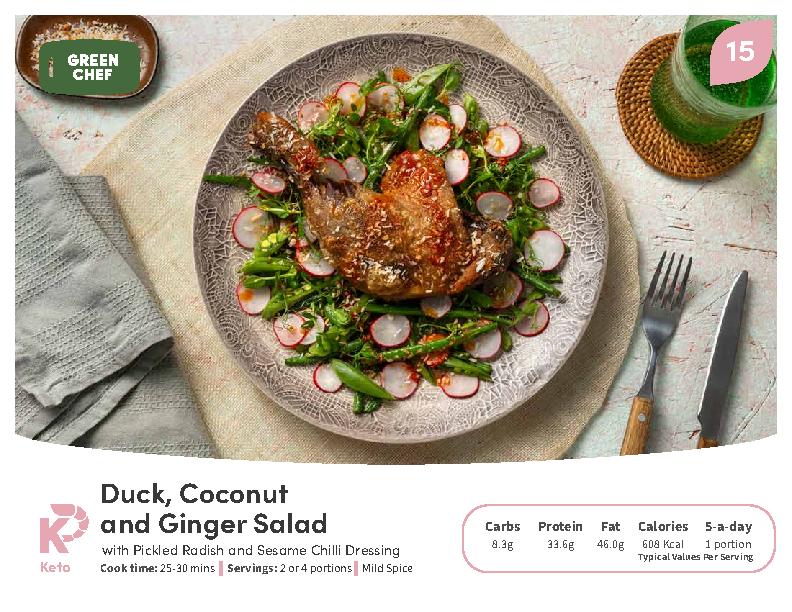 GREEN
CHEF
15
Duck, Coconut
and Ginger Salad
with Pickled Radish and Sesame Chilli Dressing
Cook time: 25-30 mins | Servings: 2 or 4 portions | Mild Spice
Keto
Carbs Protein Fat Calories 5-a-day
8.3g 33.6g 46.0g 608 Kcal 1 portion
Typical Values Per Serving